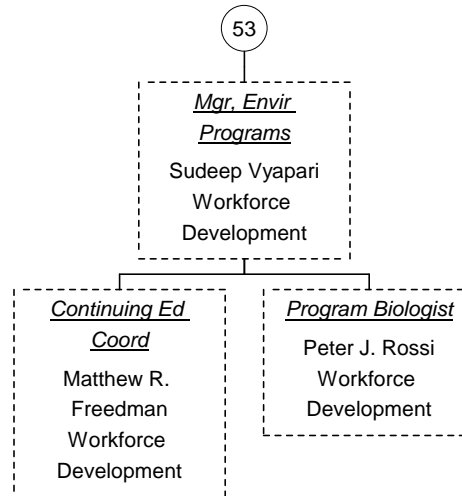 53
Mgr, Envir
Programs
Sudeep Vyapari
Workforce
Development
Continuing Ed
Coord
Matthew R.
Freedman
Workforce
Development
Program Biologist
Peter J. Rossi
Workforce
Development